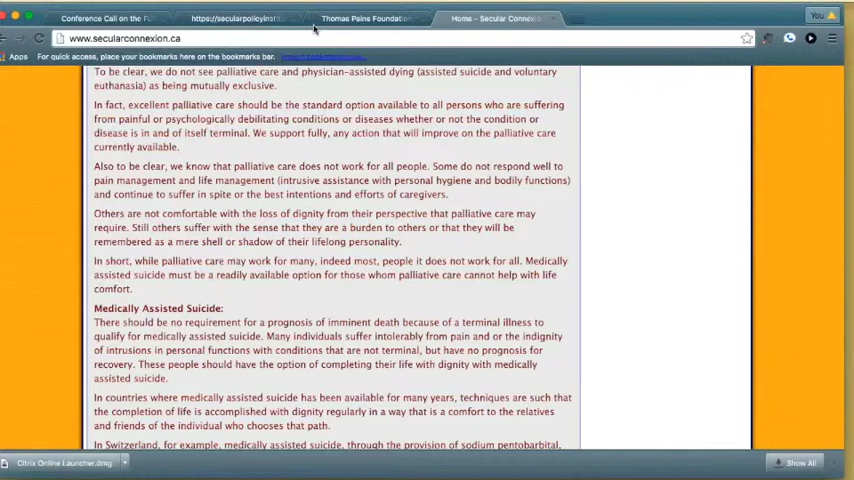 Conference Call on the Fu
https://secularpolicyinstit
Thomas Paine Foundation
Home - Secular Connexi
You
www.secularconnexion.ca
Apps For quick access, place your bookmarks here on the bookmarks bar. Import bookmarks now...
To be clear, we do not see palliative care and physician-assisted dying (assisted suicide and voluntary
euthanasia) as being mutually exclusive.
In fact, excellent palliative care should be the standard option available to all persons who are suffering
from painful or psychologically debilitating conditions or diseases whether or not the condition or
disease is in and of itself terminal. We support fully, any action that will improve on the palliative care
currently available.
Also to be clear, we know that palliative care does not work for all people. Some do not respond well to
pain management and life management (intrusive assistance with personal hygiene and bodily functions)
and continue to suffer in spite or the best intentions and efforts of caregivers.
Others are not comfortable with the loss of dignity from their perspective that palliative care may
require. Still others suffer with the sense that they are a burden to others or that they will be
remembered as a mere shell or shadow of their lifelong personality.
In short, while palliative care may work for many, indeed most, people it does not work for all. Medically
assisted suicide must be a readily available option for those whom palliative care cannot help with life
comfort.
Medically Assisted Suicide:
There should be no requirement for a prognosis of imminent death because of a terminal illness to
qualify for medically assisted suicide. Many individuals suffer intolerably from pain and or the indignity
of intrusions in personal functions with conditions that are not terminal, but have no prognosis for
recovery. These people should have the option of completing their life with dignity with medically
assisted suicide.
In countries where medically assisted suicide has been available for many years, techniques are such that
the completion of life is accomplished with dignity regularly in a way that is a comfort to the relatives
and friends of the individual who chooses that path.
In Switzerland, for example, medically assisted suicide, through the provision of sodium pentobarbital,
Citrix Online Launcher.dmg
Show All